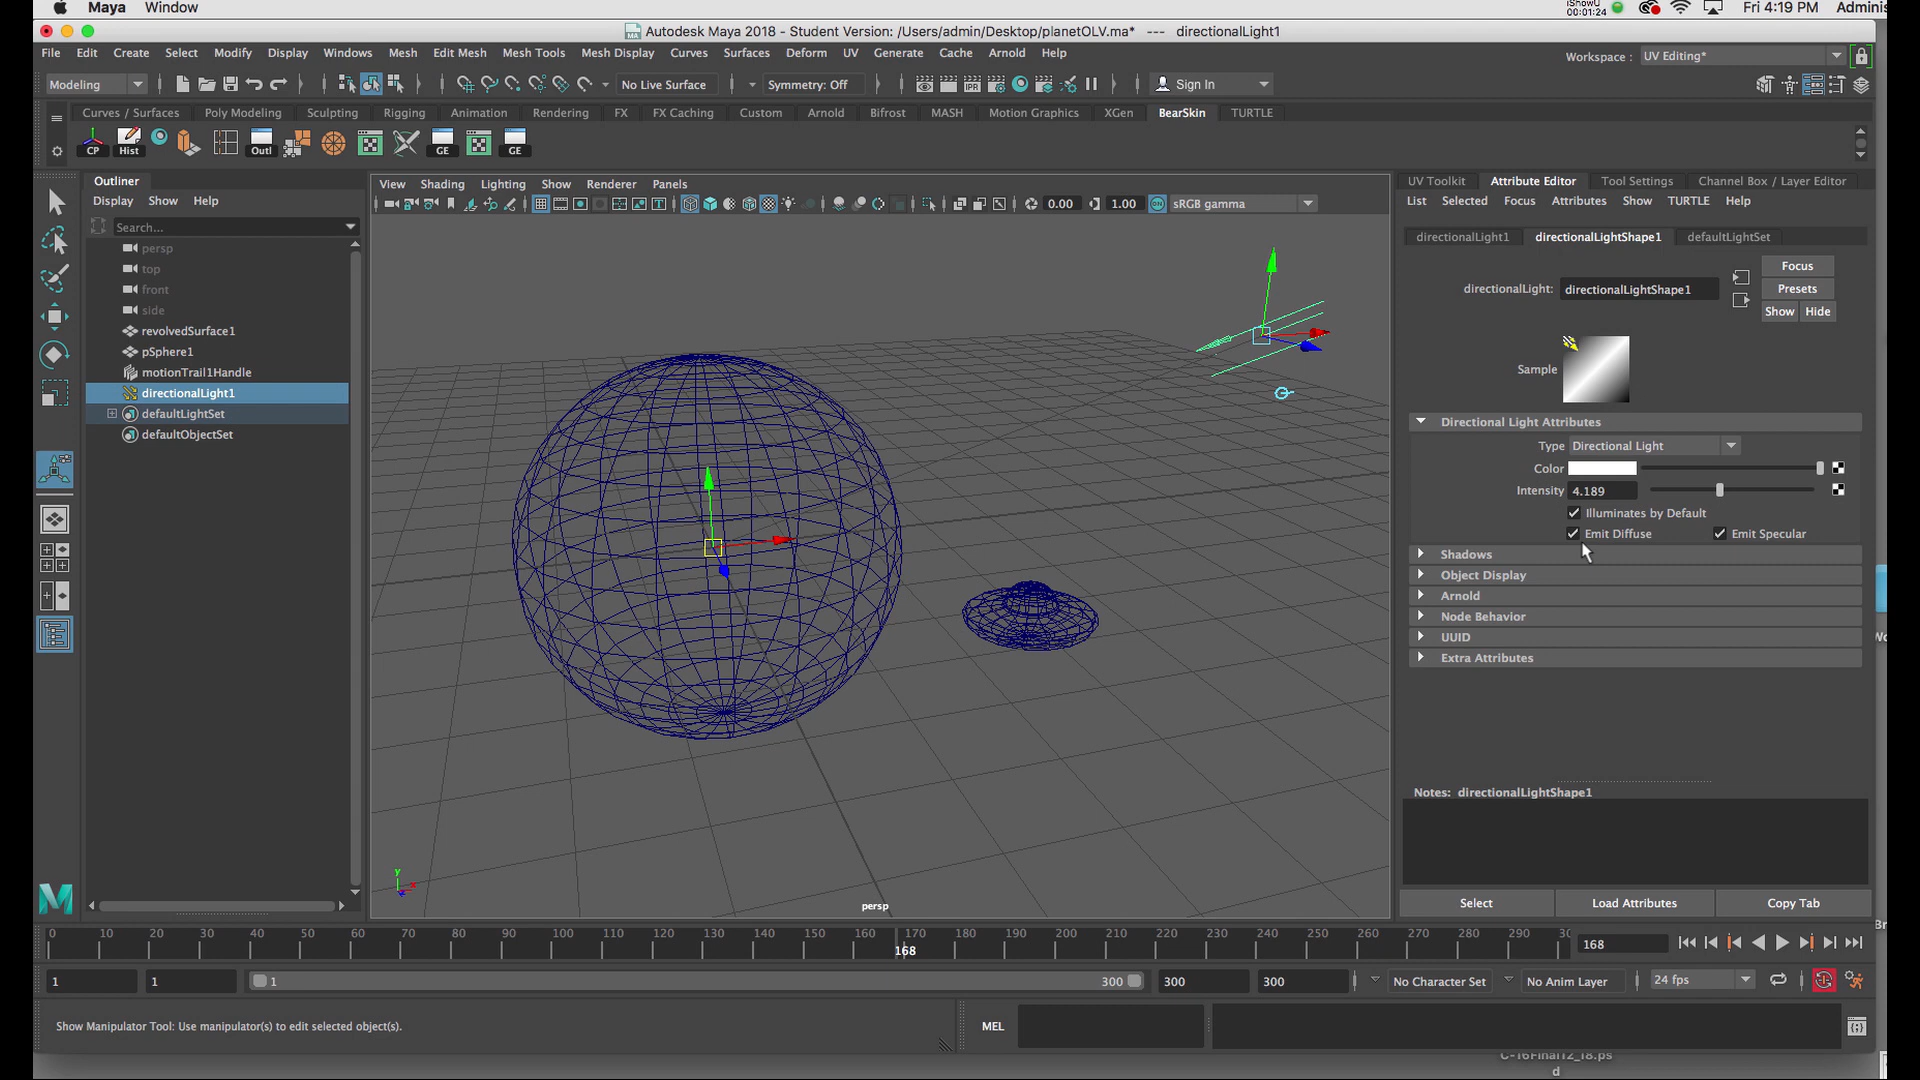 Maya Window
iShowU
00:01:24
Fri 4:19 PM Adminis
Autodesk Maya 2018 - Student Version: /Users/admin/Desktop/planetOLV.ma* --- directionalLight1
File Edit Create Select Modify Display Windows Mesh Edit Mesh Mesh Tools Mesh Display Curves Surfaces Deform UV Generate Cache Arnold Help
Workspace : UV Editing*
Modeling
No Live Surface
Symmetry: Off
IPR
Sign In
Curves / Surfaces Poly Modeling Sculpting Rigging Animation Rendering FX FX Caching Custom Arnold Bifrost MASH Motion Graphics XGen BearSkin TURTLE
CP Hist Outl GE GE
Outliner
Display Show Help
Search...
persp
top
front
side
revolvedSurface1
pSphere1
motionTrail1Handle
directionalLight1
defaultLightSet
defaultObjectSet
View Shading Lighting Show Renderer Panels
0.00 1.00 ON sRGB gamma
y
x
z
persp
UV Toolkit Attribute Editor Tool Settings Channel Box / Layer Editor
List Selected Focus Attributes Show TURTLE Help
directionalLight1 directionalLightShape1 defaultLightSet
directionalLight: directionalLightShape1
Focus
Presets
Show Hide
Sample
Directional Light Attributes
Type Directional Light
Color
Intensity 4.189
Illuminates by Default
Emit Diffuse Emit Specular
Shadows
Object Display
Arnold
Node Behavior
UUID
Extra Attributes
Notes: directionalLightShape1
Select Load Attributes Copy Tab
0 10 20 30 40 50 60 70 80 90 100 110 120 130 140 150 160 170 180 190 200 210 220 230 240 250 260 270 280 290 30
168
168
1 1 1 300 300 300 No Character Set No Anim Layer 24 fps
Show Manipulator Tool: Use manipulator(s) to edit selected object(s).
MEL
C-16Final12_18.ps
d